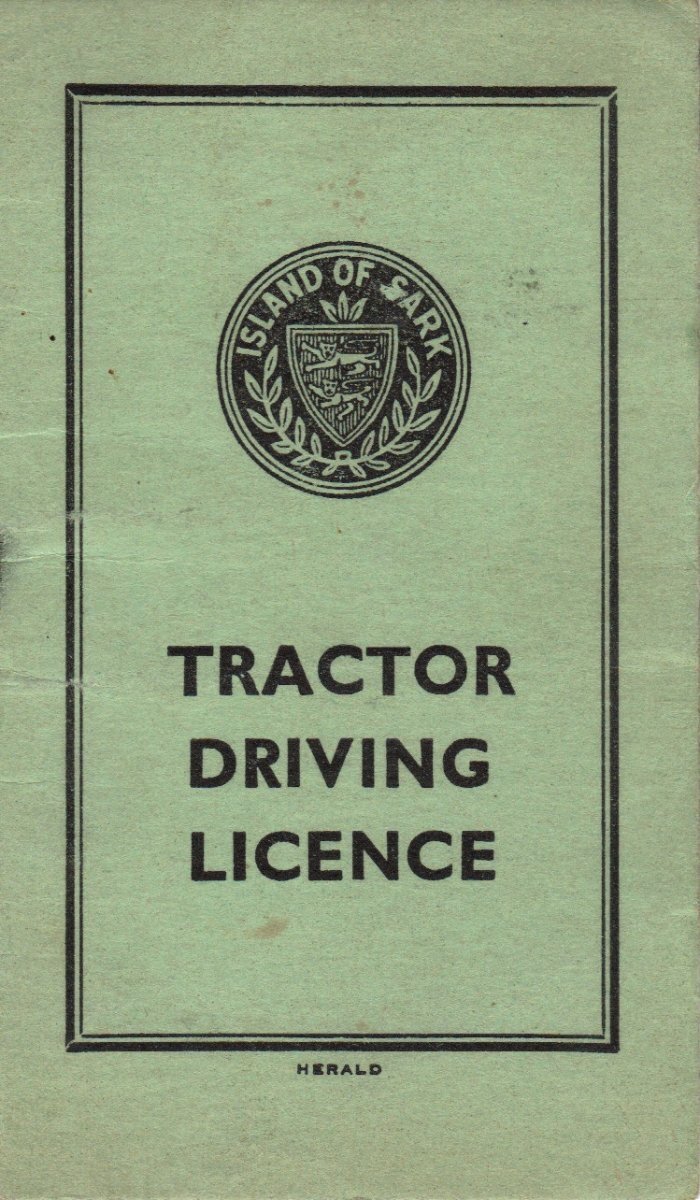 ISLAND OF SARK
TRACTOR
DRIVING
LICENCE
HERALD